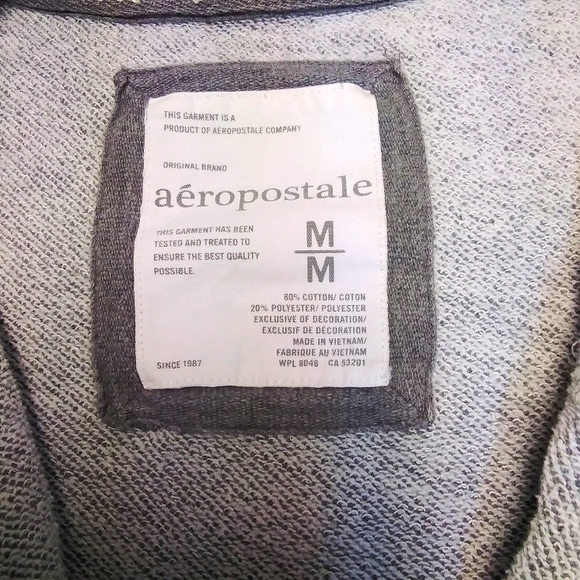 THIS GARMENT IS A
PRODUCT OF AÉROPOSTALE COMPANY
ORIGINAL BRAND
aéropostale
THIS GARMENT HAS BEEN
TESTED AND TREATED TO
ENSURE THE BEST QUALITY
POSSIBLE.
M
M
80% COTTON/ COTON
20% POLYESTER/ POLYESTER
EXCLUSIVE OF DECORATION/
EXCLUSIF DE DÉCORATION
MADE IN VIETNAM/
FABRIQUE AU VIETNAM
SINCE 1987
WPL 8046 CA 53201